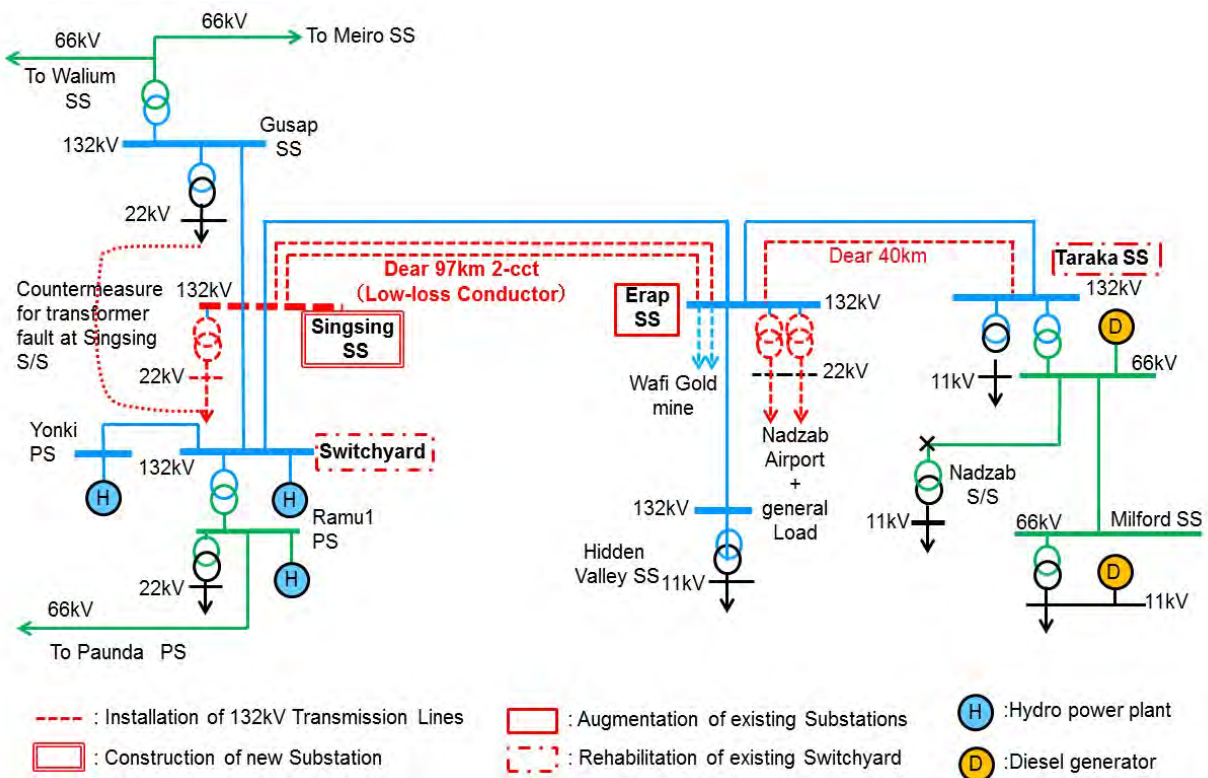 66kV
66kV
To Meiro SS
To Walium
SS
132kV
Gusap
SS
22kV
Countermeasure
for transformer
fault at Singsing
S/S
132kV
Dear 97km 2-cct
(Low-loss Conductor)
Singsing
SS
22kV
Erap
SS
132kV
Dear 40km
Taraka SS
132kV
D
11kV
66kV
Wafi Gold
mine
22kV
Nadzab
Airport
+
general
Load
Nadzab
S/S
11kV
Yonki
PS
132kV
Switchyard
H
H
Ramu1
PS
22kV
H
66kV
To Paunda PS
132kV
Hidden
Valley SS
11kV
66kV
Milford SS
D
11kV
: Installation of 132kV Transmission Lines
: Construction of new Substation
: Augmentation of existing Substations
: Rehabilitation of existing Switchyard
H :Hydro power plant
D :Diesel generator